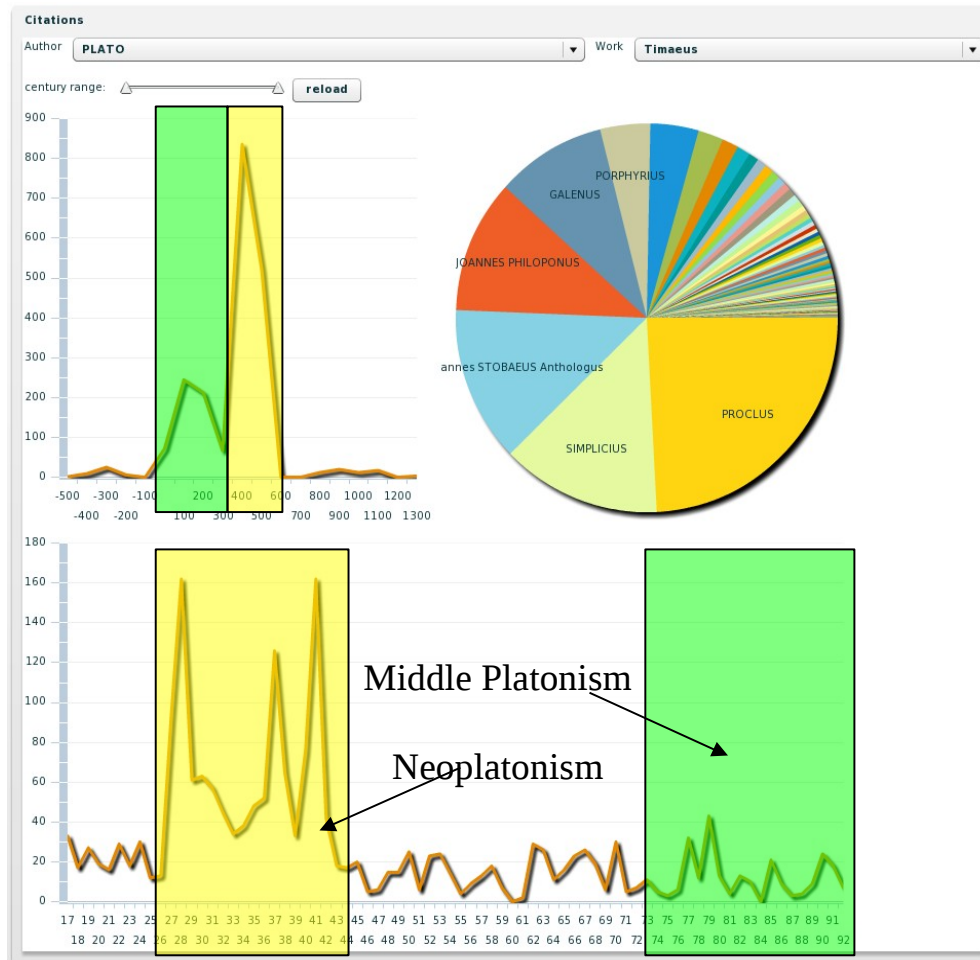 Citations
Author PLATO Work Timaeus
century range: reload
900
800
700
600
500
400
300
200
100
0
-500 -300 -100 200 400 600 800 1000 1200
-400 -200 100 300 500 700 900 1100 1300
PORPHYRIUS
GALENUS
JOANNES PHILOPONUS
annes STOBAEUS Anthologus
PROCLUS
SIMPLICIUS
180
160
140
120
100
80
60
40
20
0
Middle Platonism
Neoplatonism
17 19 21 23 25 27 29 31 33 35 37 39 41 43 45 47 49 51 53 55 57 59 61 63 65 67 69 71 73 75 77 79 81 83 85 87 89 91
18 20 22 24 26 28 30 32 34 36 38 40 42 44 46 48 50 52 54 56 58 60 62 64 66 68 70 72 74 76 78 80 82 84 86 88 90 92